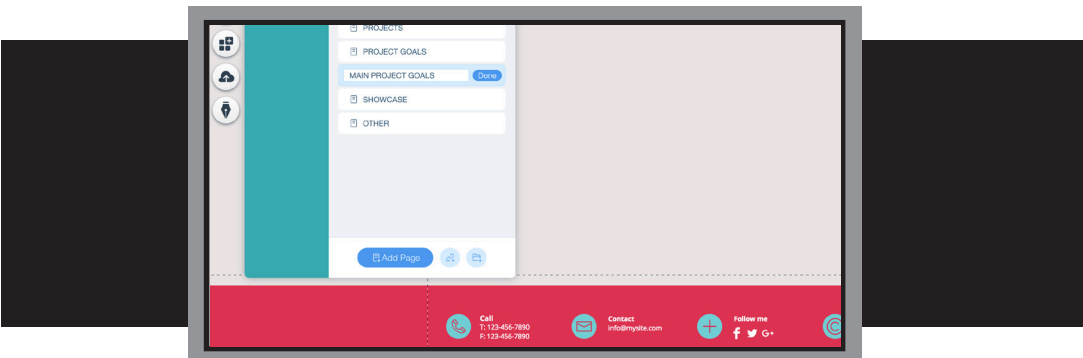 PROJECTS
PROJECT GOALS
MAIN PROJECT GOALS Done
SHOWCASE
OTHER
Add Page
Call
T: 123-456-7890
F: 123-456-7890
Contact
info@mysite.com
Follow me
f G+
©